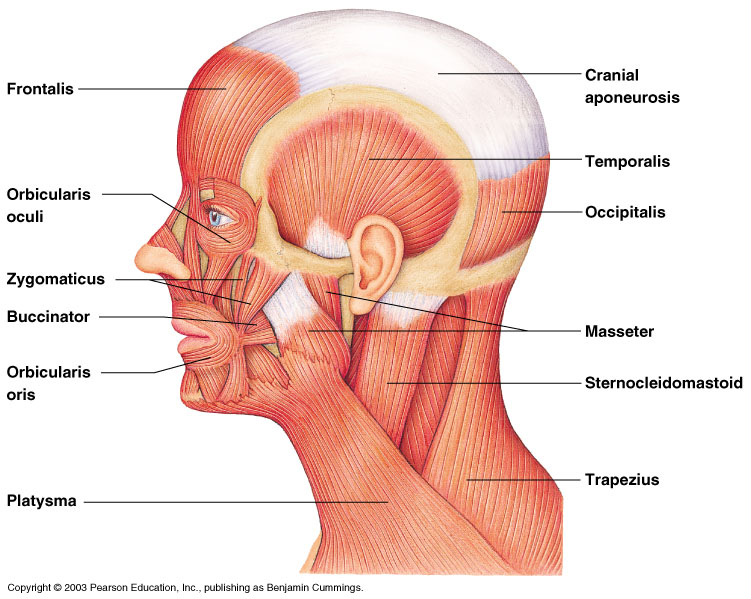 Frontalis
Orbicularis
oculi
Zygomaticus
Buccinator
Orbicularis
oris
Platysma
Cranial
aponeurosis
Temporalis
Occipitalis
Masseter
Sternocleidomastoid
Trapezius
Copyright © 2003 Pearson Education, Inc., publishing as Benjamin Cummings.